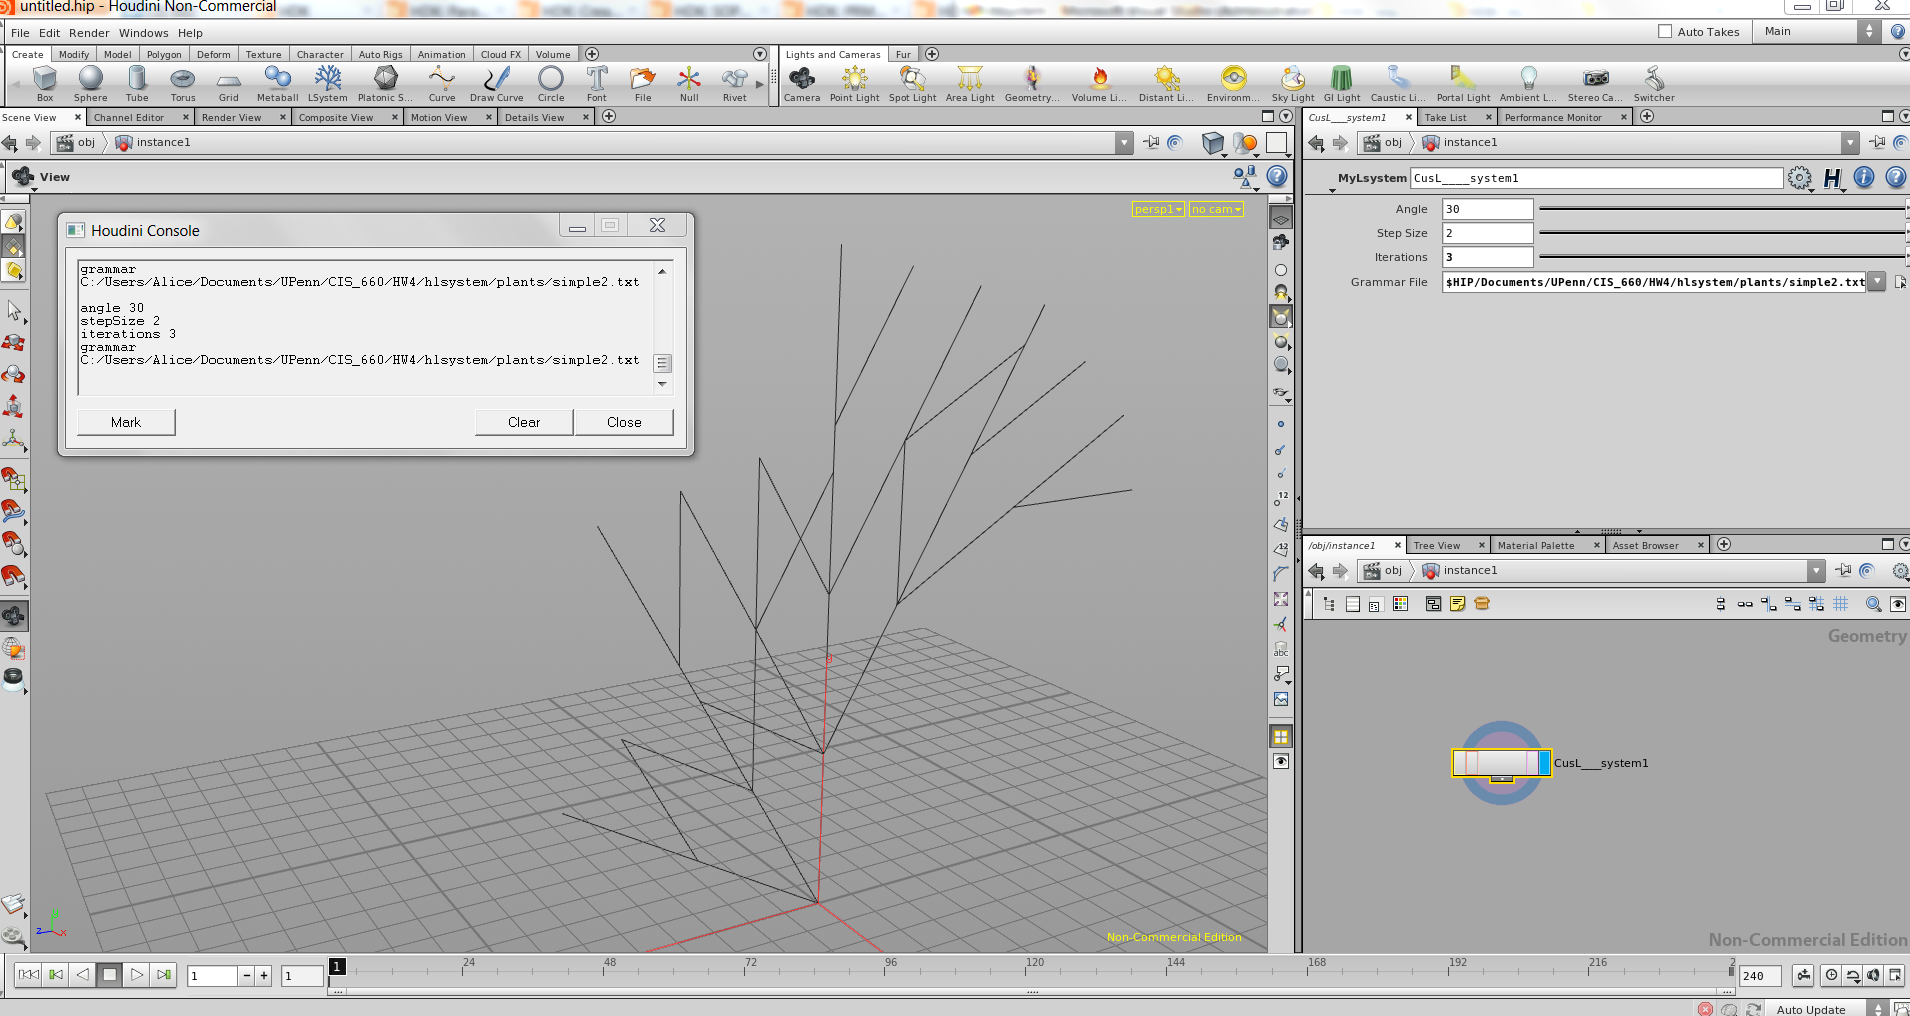 untitled.hip - Houdini Non-Commercial
File Edit Render Windows Help
Auto Takes Main
Create Modify Model Polygon Deform Texture Character Auto Rigs Animation Cloud FX Volume
Lights and Cameras Fur
Box Sphere Tube Torus Grid Metaball LSystem Platonic S... Curve Draw Curve Circle Font File Null Rivet
Camera Point Light Spot Light Area Light Geometry... Volume Li... Distant Li... Environm... Sky Light GI Light Caustic Li... Portal Light Ambient L... Stereo Ca... Switcher
Scene View Channel Editor Render View Composite View Motion View Details View
obj instance1
View
persp1 no cam
Houdini Console
grammar
C:/Users/Alice/Documents/UPenn/CIS_660/HW4/hlsystem/plants/simple2.txt
angle 30
stepSize 2
iterations 3
grammar
C:/Users/Alice/Documents/UPenn/CIS_660/HW4/hlsystem/plants/simple2.txt
Mark Clear Close
Non-Commercial Edition
z x
12
12
abc
CusL___system1 Take List Performance Monitor
obj instance1
MyLsystem CusL____system1
Angle 30
Step Size 2
Iterations 3
Grammar File $HIP/Documents/UPenn/CIS_660/HW4/hlsystem/plants/simple2.txt
/obj/instance1 Tree View Material Palette Asset Browser
obj instance1
Geometry
CusL___system1
Non-Commercial Edition
1 1 1 24 48 72 96 120 144 168 192 216 2 240
Auto Update